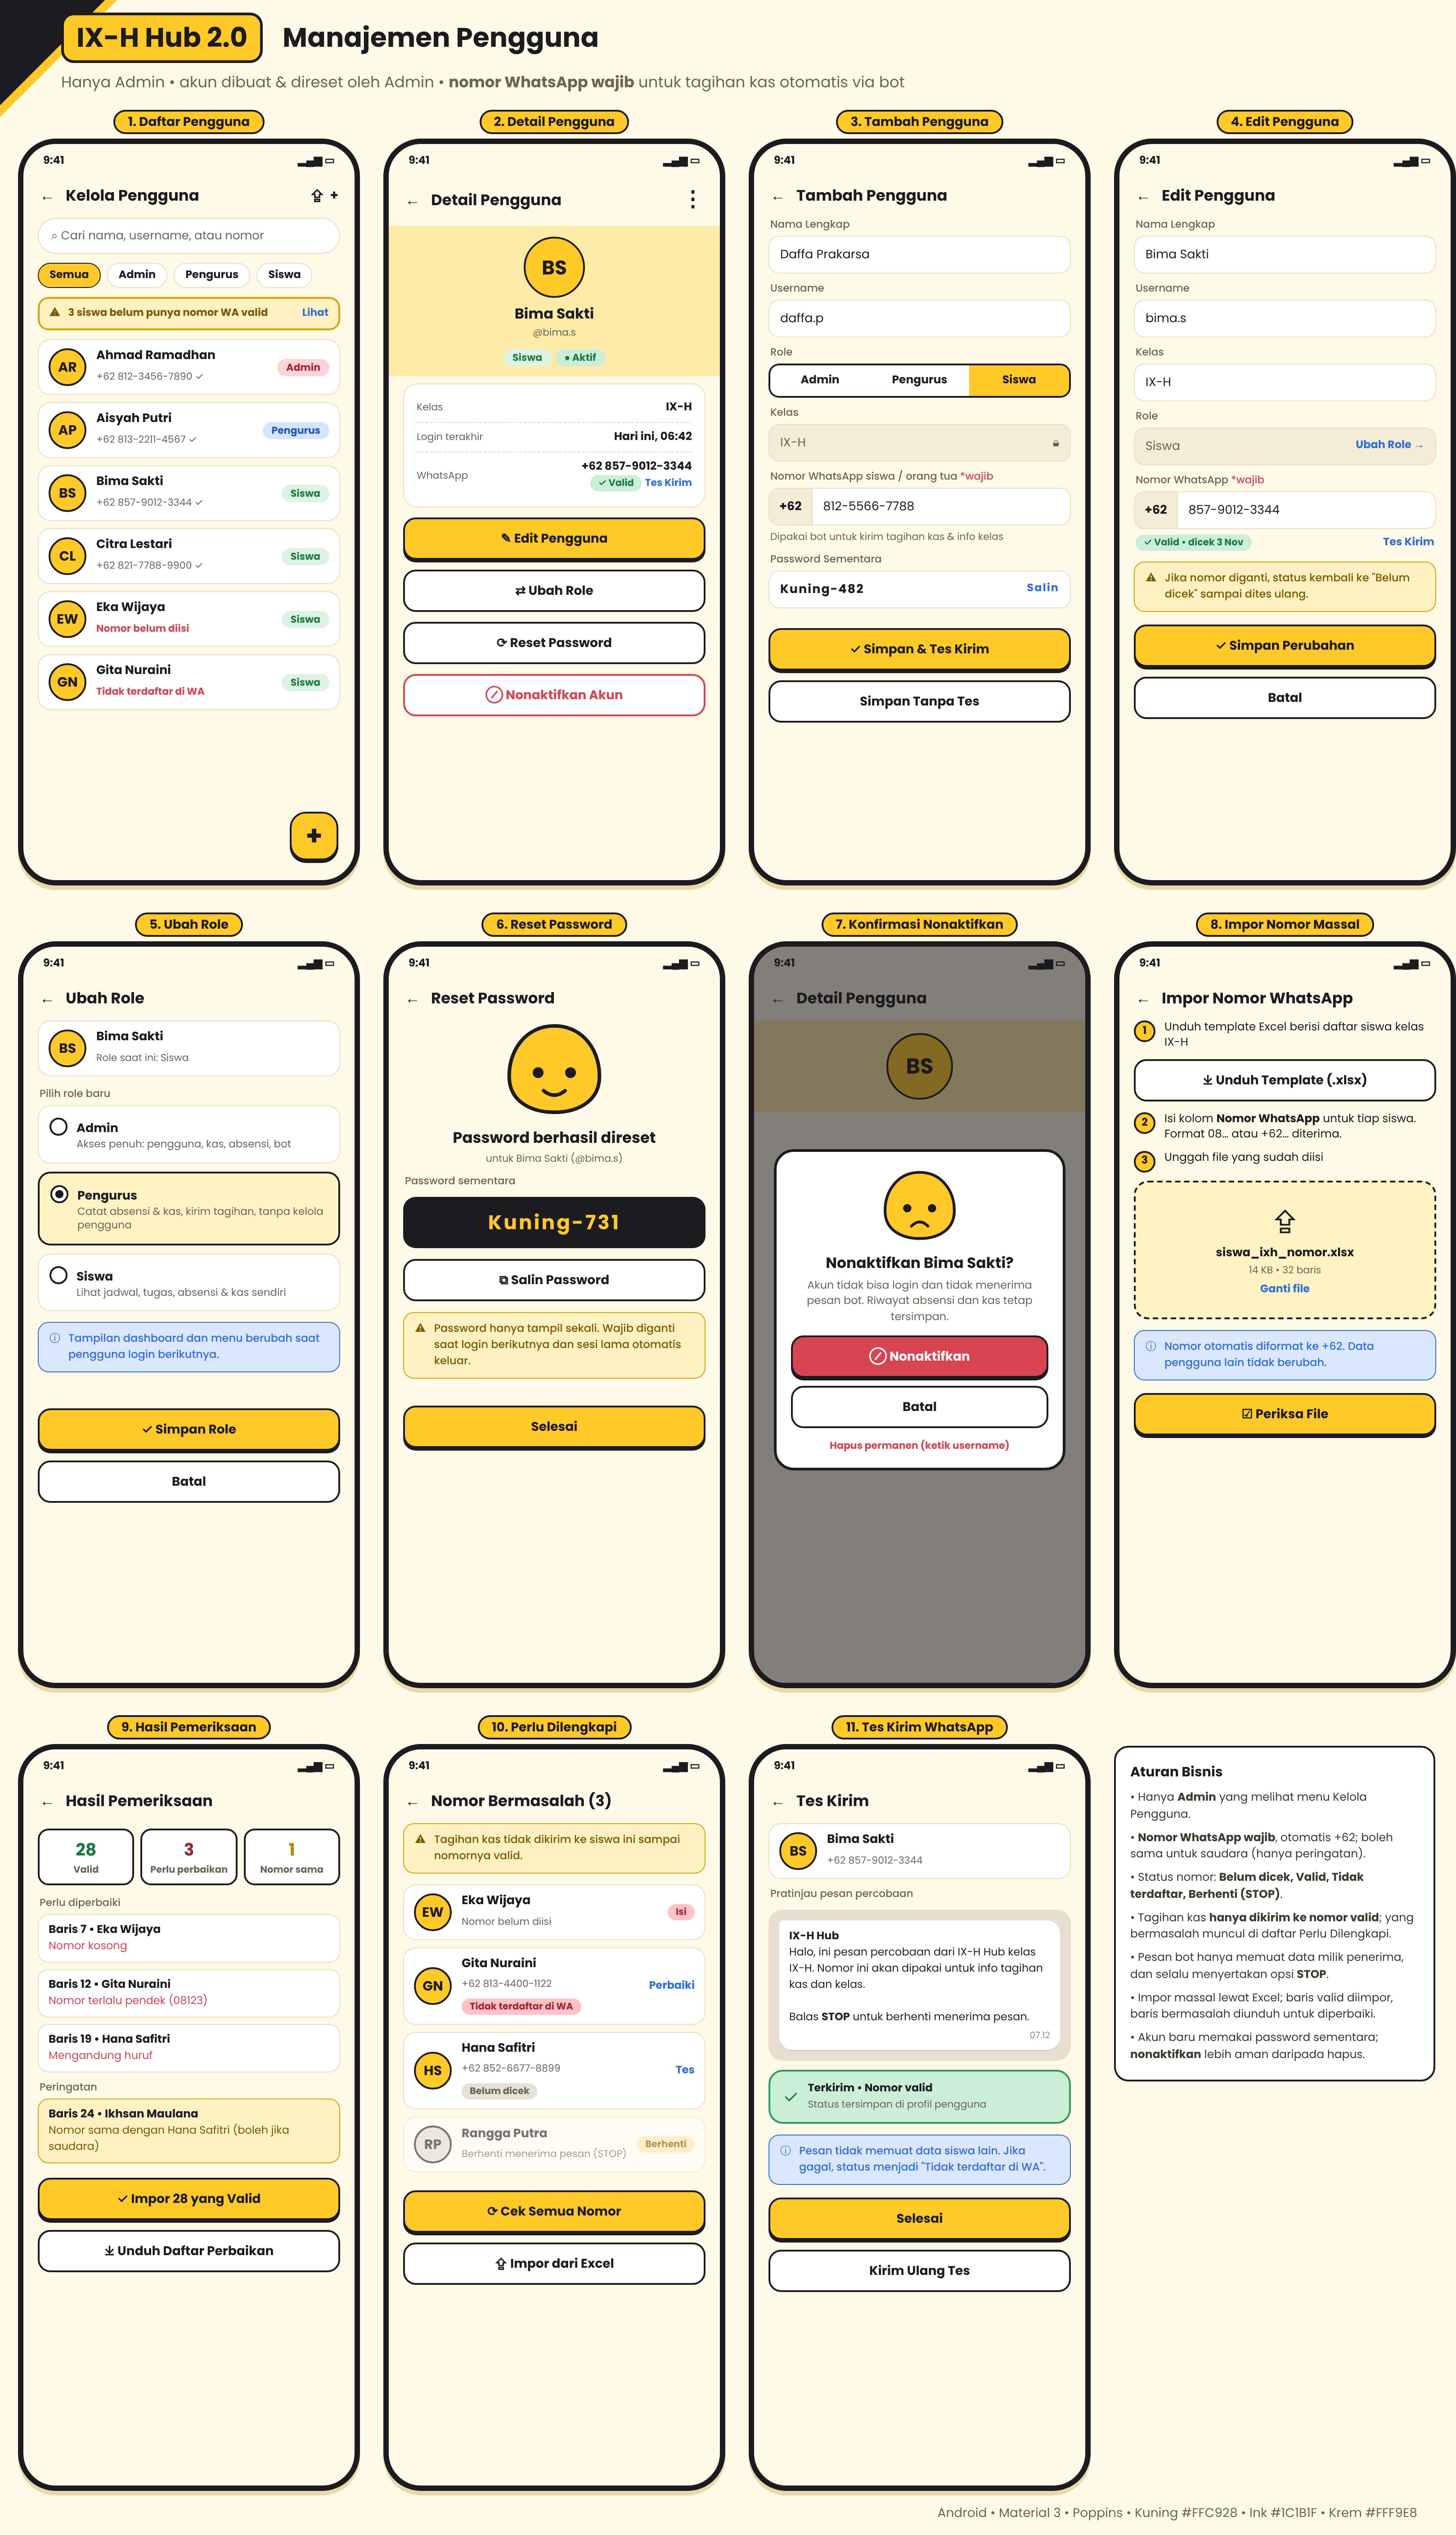 IX-H Hub 2.0
Manajemen Pengguna
Hanya Admin • akun dibuat & direset oleh Admin • nomor WhatsApp wajib untuk tagihan kas otomatis via bot
1. Daftar Pengguna
9:41
← Kelola Pengguna
+
Cari nama, username, atau nomor
Semua
Admin
Pengurus
Siswa
3 siswa belum punya nomor WA valid
Lihat
AR
Ahmad Ramadhan
+62 812-3456-7890 ✓
Admin
AP
Aisyah Putri
+62 813-2211-4567 ✓
Pengurus
BS
Bima Sakti
+62 857-9012-3344 ✓
Siswa
CL
Citra Lestari
+62 821-7788-9900 ✓
Siswa
EW
Eka Wijaya
Nomor belum diisi
Siswa
GN
Gita Nuraini
Tidak terdaftar di WA
Siswa
+
2. Detail Pengguna
9:41
← Detail Pengguna
BS
Bima Sakti
@bima.s
Siswa
● Aktif
Kelas
IX-H
Login terakhir
Hari ini, 06:42
WhatsApp
+62 857-9012-3344
✓ Valid
Tes Kirim
✎ Edit Pengguna
⇄ Ubah Role
⟳ Reset Password
Nonaktifkan Akun
3. Tambah Pengguna
9:41
← Tambah Pengguna
Nama Lengkap
Daffa Prakarsa
Username
daffa.p
Role
Admin
Pengurus
Siswa
Kelas
IX-H
Nomor WhatsApp siswa / orang tua *wajib
+62
812-5566-7788
Dipakai bot untuk kirim tagihan kas & info kelas
Password Sementara
Kuning-482
Salin
✓ Simpan & Tes Kirim
Simpan Tanpa Tes
4. Edit Pengguna
9:41
← Edit Pengguna
Nama Lengkap
Bima Sakti
Username
bima.s
Kelas
IX-H
Role
Siswa
Ubah Role →
Nomor WhatsApp *wajib
+62
857-9012-3344
✓ Valid • dicek 3 Nov
Tes Kirim
Jika nomor diganti, status kembali ke "Belum
dicek" sampai dites ulang.
✓ Simpan Perubahan
Batal
5. Ubah Role
9:41
← Ubah Role
BS
Bima Sakti
Role saat ini: Siswa
Pilih role baru
Admin
Akses penuh: pengguna, kas, absensi, bot
Pengurus
Catat absensi & kas, kirim tagihan, tanpa kelola
pengguna
Siswa
Lihat jadwal, tugas, absensi & kas sendiri
Tampilan dashboard dan menu berubah saat
pengguna login berikutnya.
✓ Simpan Role
Batal
6. Reset Password
9:41
← Reset Password
Password berhasil direset
untuk Bima Sakti (@bima.s)
Password sementara
Kuning-731
Salin Password
Password hanya tampil sekali. Wajib diganti
saat login berikutnya dan sesi lama otomatis
keluar.
Selesai
7. Konfirmasi Nonaktifkan
9:41
← Detail Pengguna
BS
Nonaktifkan Bima Sakti?
Akun tidak bisa login dan tidak menerima
pesan bot. Riwayat absensi dan kas tetap
tersimpan.
Nonaktifkan
Batal
Hapus permanen (ketik username)
8. Impor Nomor Massal
9:41
← Impor Nomor WhatsApp
1
Unduh template Excel berisi daftar siswa kelas
IX-H
Unduh Template (.xlsx)
2
Isi kolom Nomor WhatsApp untuk tiap siswa.
Format 08… atau +62… diterima.
3
Unggah file yang sudah diisi
siswa_ixh_nomor.xlsx
14 KB • 32 baris
Ganti file
Nomor otomatis diformat ke +62. Data
pengguna lain tidak berubah.
☑ Periksa File
9. Hasil Pemeriksaan
9:41
← Hasil Pemeriksaan
28
Valid
3
Perlu perbaikan
1
Nomor sama
Perlu diperbaiki
Baris 7 • Eka Wijaya
Nomor kosong
Baris 12 • Gita Nuraini
Nomor terlalu pendek (08123)
Baris 19 • Hana Safitri
Mengandung huruf
Peringatan
Baris 24 • Ikhsan Maulana
Nomor sama dengan Hana Safitri (boleh jika
saudara)
✓ Impor 28 yang Valid
Unduh Daftar Perbaikan
10. Perlu Dilengkapi
9:41
← Nomor Bermasalah (3)
Tagihan kas tidak dikirim ke siswa ini sampai
nomornya valid.
EW
Eka Wijaya
Nomor belum diisi
Isi
GN
Gita Nuraini
+62 813-4400-1122
Tidak terdaftar di WA
Perbaiki
HS
Hana Safitri
+62 852-6677-8899
Belum dicek
Tes
RP
Rangga Putra
Berhenti menerima pesan (STOP)
Berhenti
⟳ Cek Semua Nomor
Impor dari Excel
11. Tes Kirim WhatsApp
9:41
← Tes Kirim
BS
Bima Sakti
+62 857-9012-3344
Pratinjau pesan percobaan
IX-H Hub
Halo, ini pesan percobaan dari IX-H Hub kelas
IX-H. Nomor ini akan dipakai untuk info tagihan
kas dan kelas.
Balas STOP untuk berhenti menerima pesan.
07.12
Terkirim • Nomor valid
Status tersimpan di profil pengguna
Pesan tidak memuat data siswa lain. Jika
gagal, status menjadi "Tidak terdaftar di WA".
Selesai
Kirim Ulang Tes
Aturan Bisnis
• Hanya Admin yang melihat menu Kelola
Pengguna.
• Nomor WhatsApp wajib, otomatis +62; boleh
sama untuk saudara (hanya peringatan).
• Status nomor: Belum dicek, Valid, Tidak
terdaftar, Berhenti (STOP).
• Tagihan kas hanya dikirim ke nomor valid; yang
bermasalah muncul di daftar Perlu Dilengkapi.
• Pesan bot hanya memuat data milik penerima,
dan selalu menyertakan opsi STOP.
• Impor massal lewat Excel; baris valid diimpor,
baris bermasalah diunduh untuk diperbaiki.
• Akun baru memakai password sementara;
nonaktifkan lebih aman daripada hapus.
Android • Material 3 • Poppins • Kuning #FFC928 • Ink #1C1B1F • Krem #FFF9E8